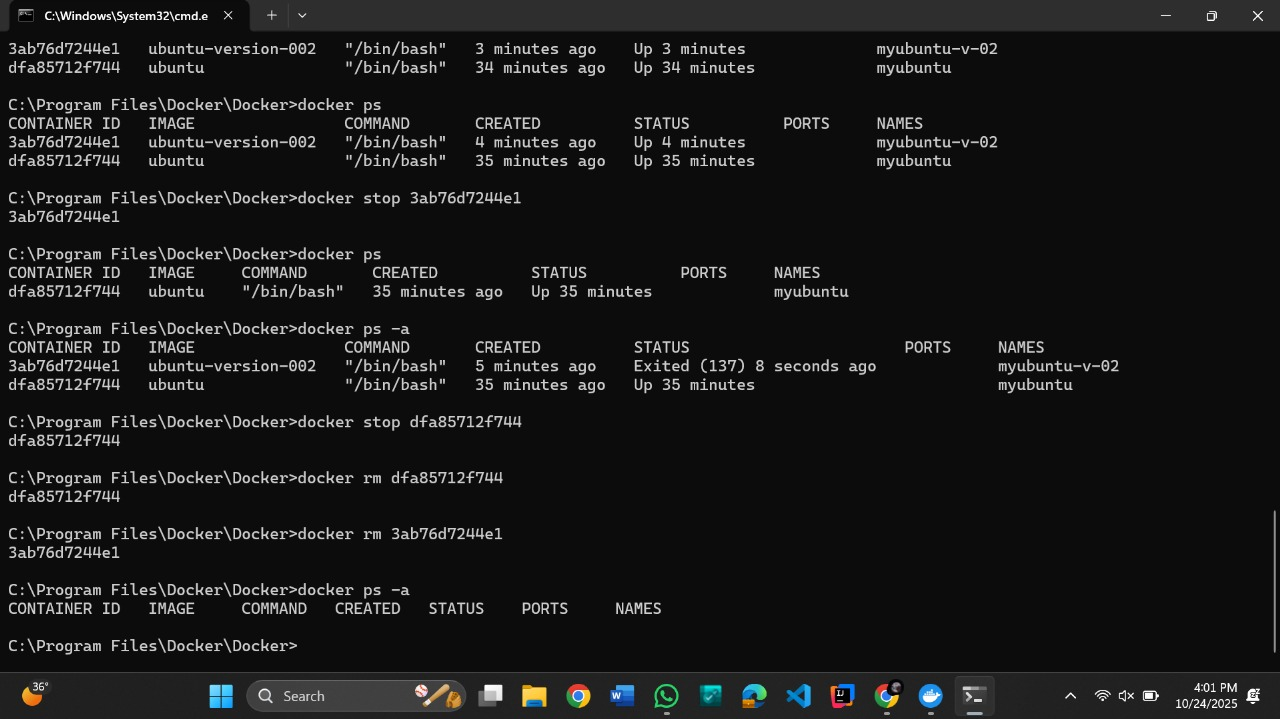 C:\Windows\System32\cmd.e
3ab76d7244e1   ubuntu-version-002   "/bin/bash"   3 minutes ago    Up 3 minutes              myubuntu-v-02
dfa85712f744   ubuntu               "/bin/bash"   34 minutes ago   Up 34 minutes             myubuntu
C:\Program Files\Docker\Docker>docker ps
CONTAINER ID   IMAGE                COMMAND       CREATED          STATUS          PORTS     NAMES
3ab76d7244e1   ubuntu-version-002   "/bin/bash"   4 minutes ago    Up 4 minutes              myubuntu-v-02
dfa85712f744   ubuntu               "/bin/bash"   35 minutes ago   Up 35 minutes             myubuntu
C:\Program Files\Docker\Docker>docker stop 3ab76d7244e1
3ab76d7244e1
C:\Program Files\Docker\Docker>docker ps
CONTAINER ID   IMAGE     COMMAND       CREATED          STATUS          PORTS     NAMES
dfa85712f744   ubuntu    "/bin/bash"   35 minutes ago   Up 35 minutes             myubuntu
C:\Program Files\Docker\Docker>docker ps -a
CONTAINER ID   IMAGE                COMMAND       CREATED          STATUS                       PORTS     NAMES
3ab76d7244e1   ubuntu-version-002   "/bin/bash"   5 minutes ago    Exited (137) 8 seconds ago             myubuntu-v-02
dfa85712f744   ubuntu               "/bin/bash"   35 minutes ago   Up 35 minutes                          myubuntu
C:\Program Files\Docker\Docker>docker stop dfa85712f744
dfa85712f744
C:\Program Files\Docker\Docker>docker rm dfa85712f744
dfa85712f744
C:\Program Files\Docker\Docker>docker rm 3ab76d7244e1
3ab76d7244e1
C:\Program Files\Docker\Docker>docker ps -a
CONTAINER ID   IMAGE     COMMAND   CREATED   STATUS    PORTS     NAMES
C:\Program Files\Docker\Docker>
36°
Search
4:01 PM
10/24/2025